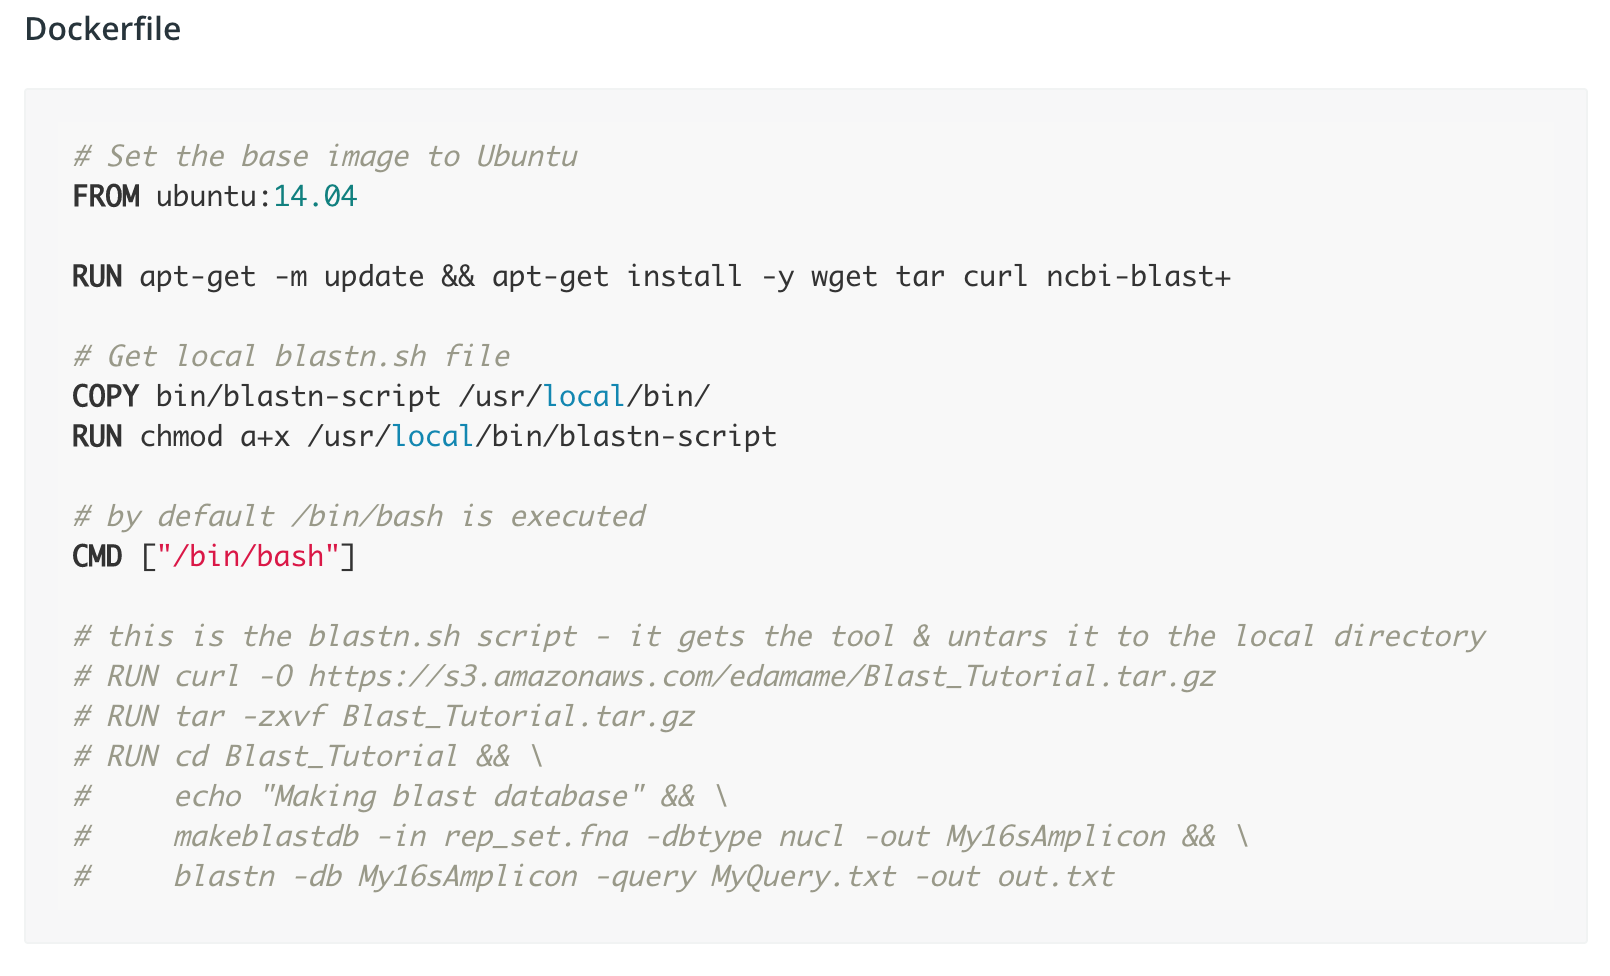 Dockerfile
# Set the base image to Ubuntu
FROM ubuntu:14.04
RUN apt-get -m update && apt-get install -y wget tar curl ncbi-blast+
# Get local blastn.sh file
COPY bin/blastn-script /usr/local/bin/
RUN chmod a+x /usr/local/bin/blastn-script
# by default /bin/bash is executed
CMD ["/bin/bash"]
# this is the blastn.sh script - it gets the tool & untars it to the local directory
# RUN curl -O https://s3.amazonaws.com/edamame/Blast_Tutorial.tar.gz
# RUN tar -zxvf Blast_Tutorial.tar.gz
# RUN cd Blast_Tutorial && \
#     echo "Making blast database" && \
#     makeblastdb -in rep_set.fna -dbtype nucl -out My16sAmplicon && \
#     blastn -db My16sAmplicon -query MyQuery.txt -out out.txt